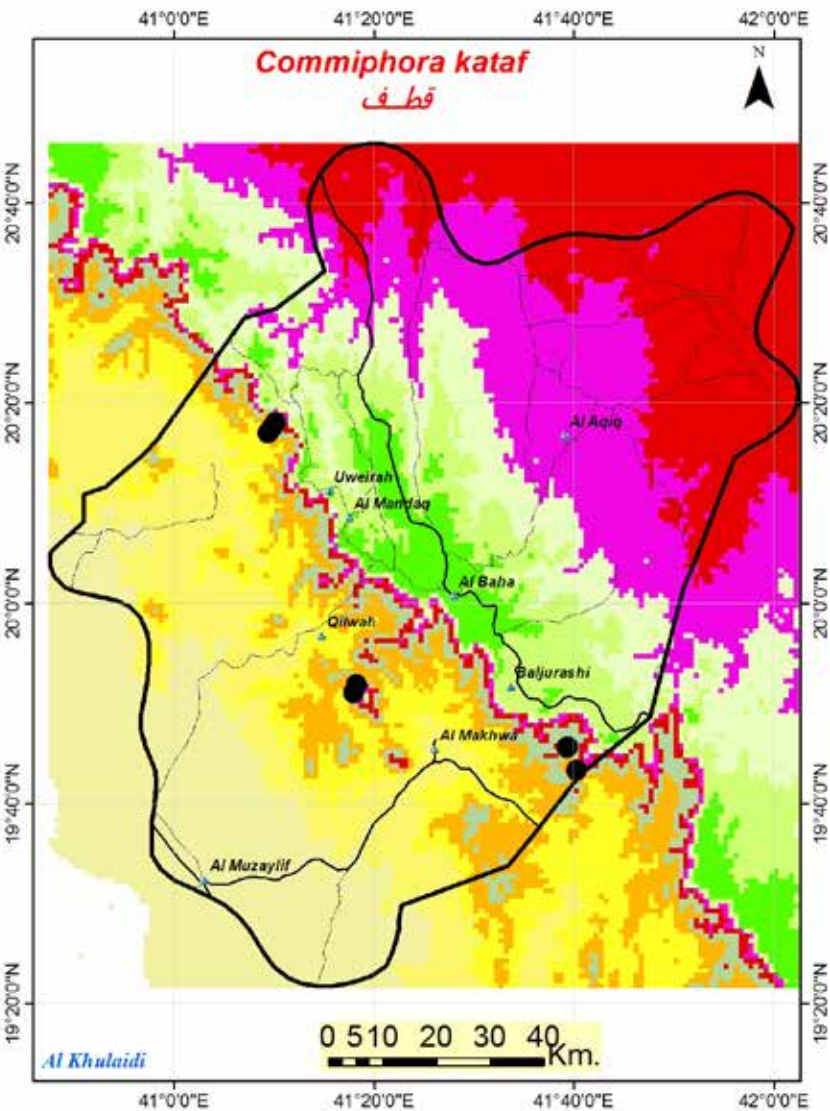 41°0'0"E 41°20'0"E 41°40'0"E 42°0'0"E
Commiphora kataf
قطف
N
20°40'0"N 20°40'0"N
20°20'0"N 20°20'0"N
Al Aqiq
Uweirah
Al Mandaq
Al Baha
20°0'0"N 20°0'0"N
Qilwah
Baljurashi
Al Makhwa
19°40'0"N 19°40'0"N
Al Muzaylif
19°20'0"N 19°20'0"N
0 5 10 20 30 40 Km.
Al Khulaidi
41°0'0"E 41°20'0"E 41°40'0"E 42°0'0"E